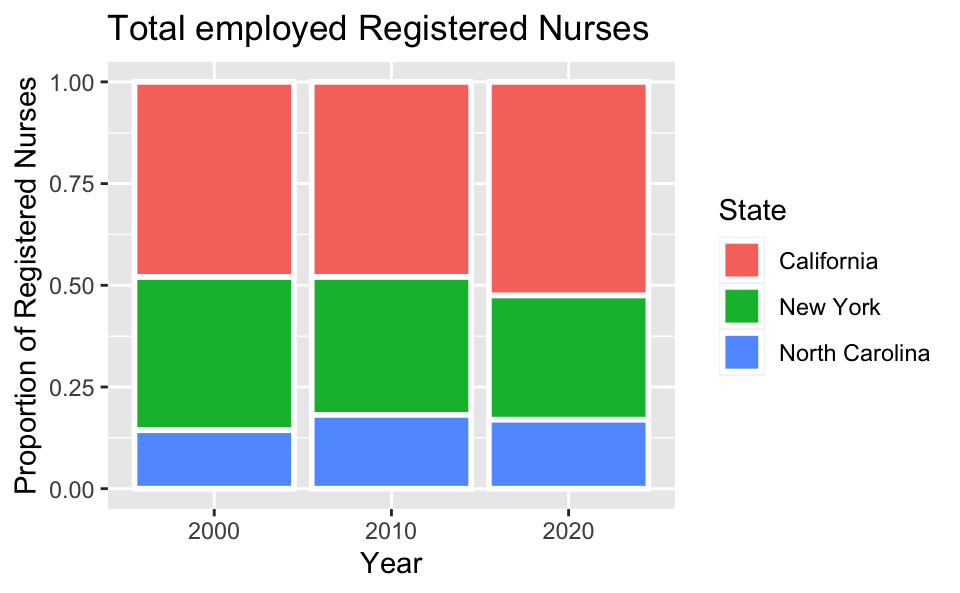 Total employed Registered Nurses
Proportion of Registered Nurses
1.00
0.75
0.50
0.25
0.00
2000 2010 2020
Year
State
California
New York
North Carolina